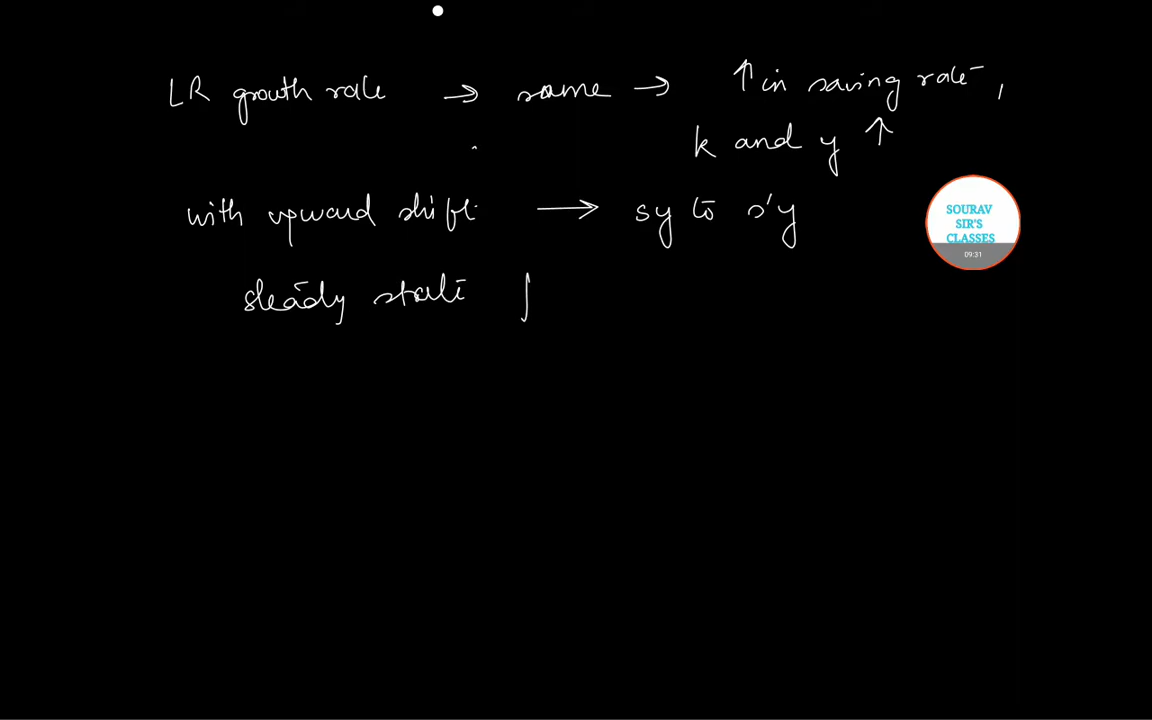 LR growth rate → same → ↑ in saving rate,
k and y ↑
with upward shift → sy to s'y
steady state
SOURAV
SIR'S
CLASSES
09:31